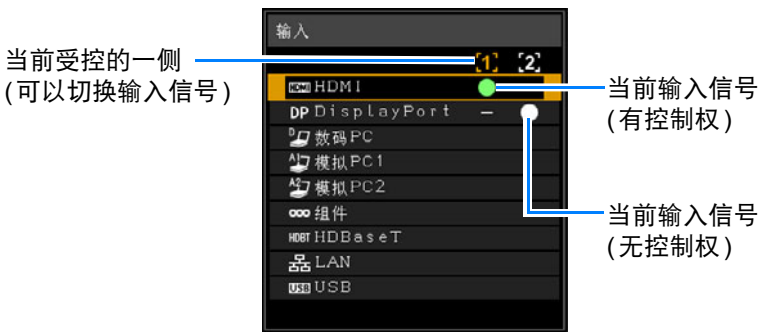 输入
[1] [2]
当前受控的一侧
(可以切换输入信号)
HDMI HDMI
当前输入信号
(有控制权)
DP DisplayPort －
D 数码PC
A1 模拟PC1
A2 模拟PC2
组件
当前输入信号
(无控制权)
HDBT HDBaseT
LAN
USB USB